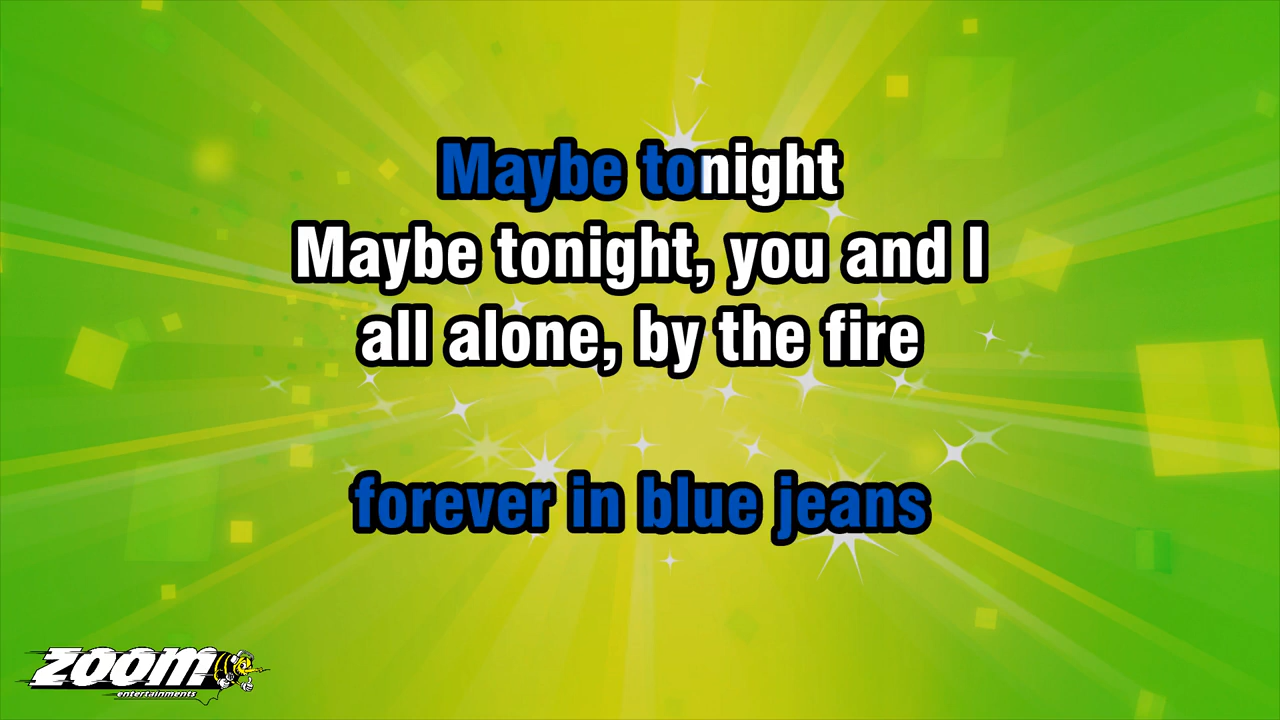 Maybe tonight
Maybe tonight, you and I
all alone, by the fire
forever in blue jeans
zoom
entertainments